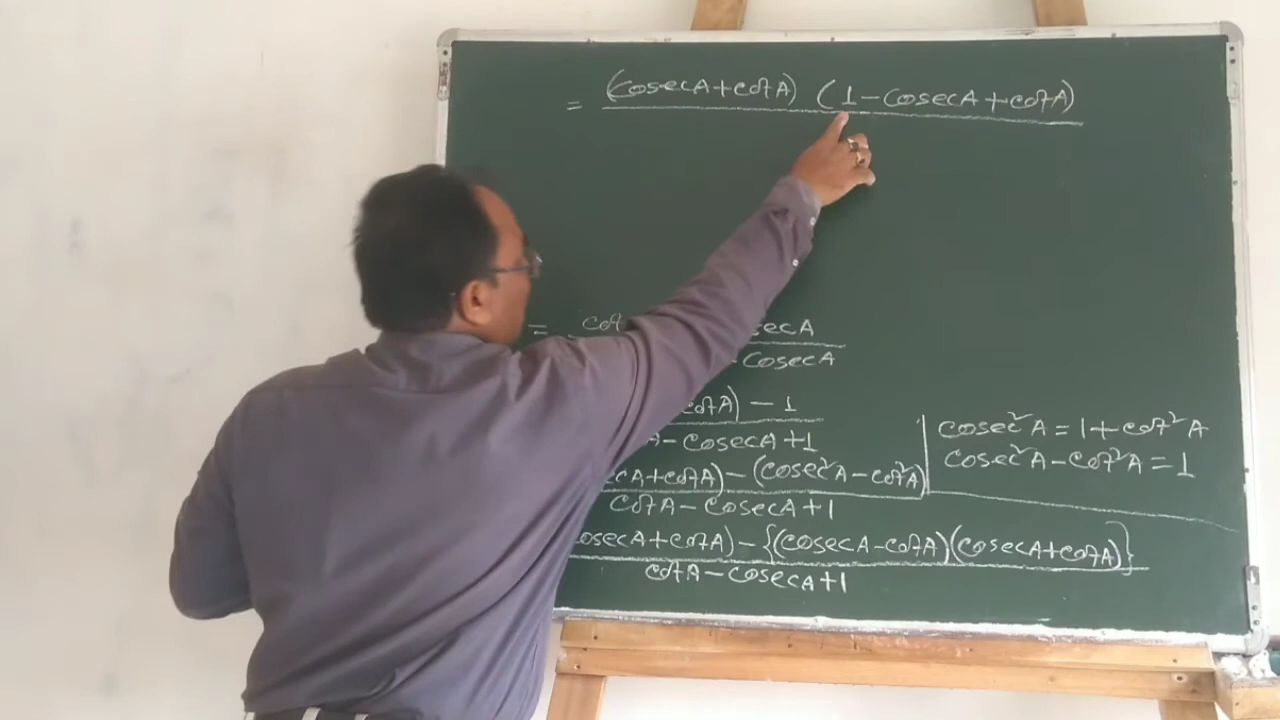 = (CosecA+cotA) (1-cosecA+cotA)
= cot secA
- CosecA
cotA) - 1
A - cosecA+1
ecA+cotA) - (cosec²A-cot²A)
cotA - cosecA+1
cosec²A = 1+cot²A
cosec²A-cot²A=1
osecA+cotA) - {(cosecA-cotA)(cosecA+cotA)}
cotA-cosecA+1